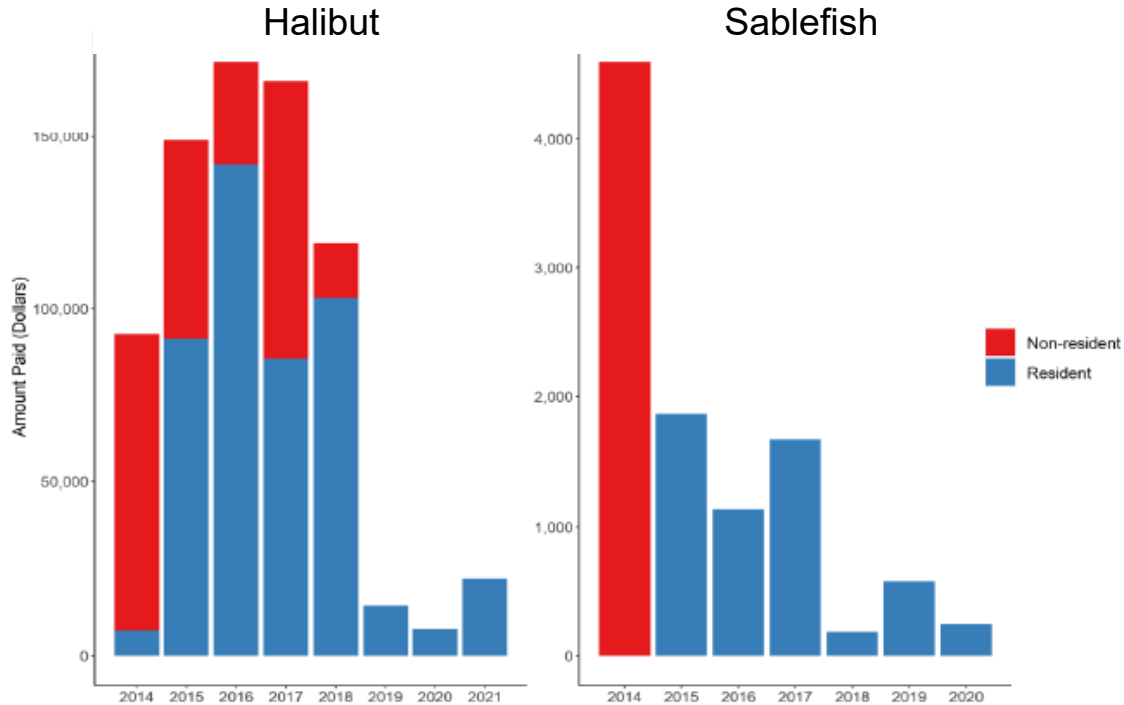 Halibut
Sablefish
Amount Paid (Dollars)
150,000
100,000
50,000
0
2014 2015 2016 2017 2018 2019 2020 2021
4,000
3,000
2,000
1,000
0
2014 2015 2016 2017 2018 2019 2020
Non-resident
Resident